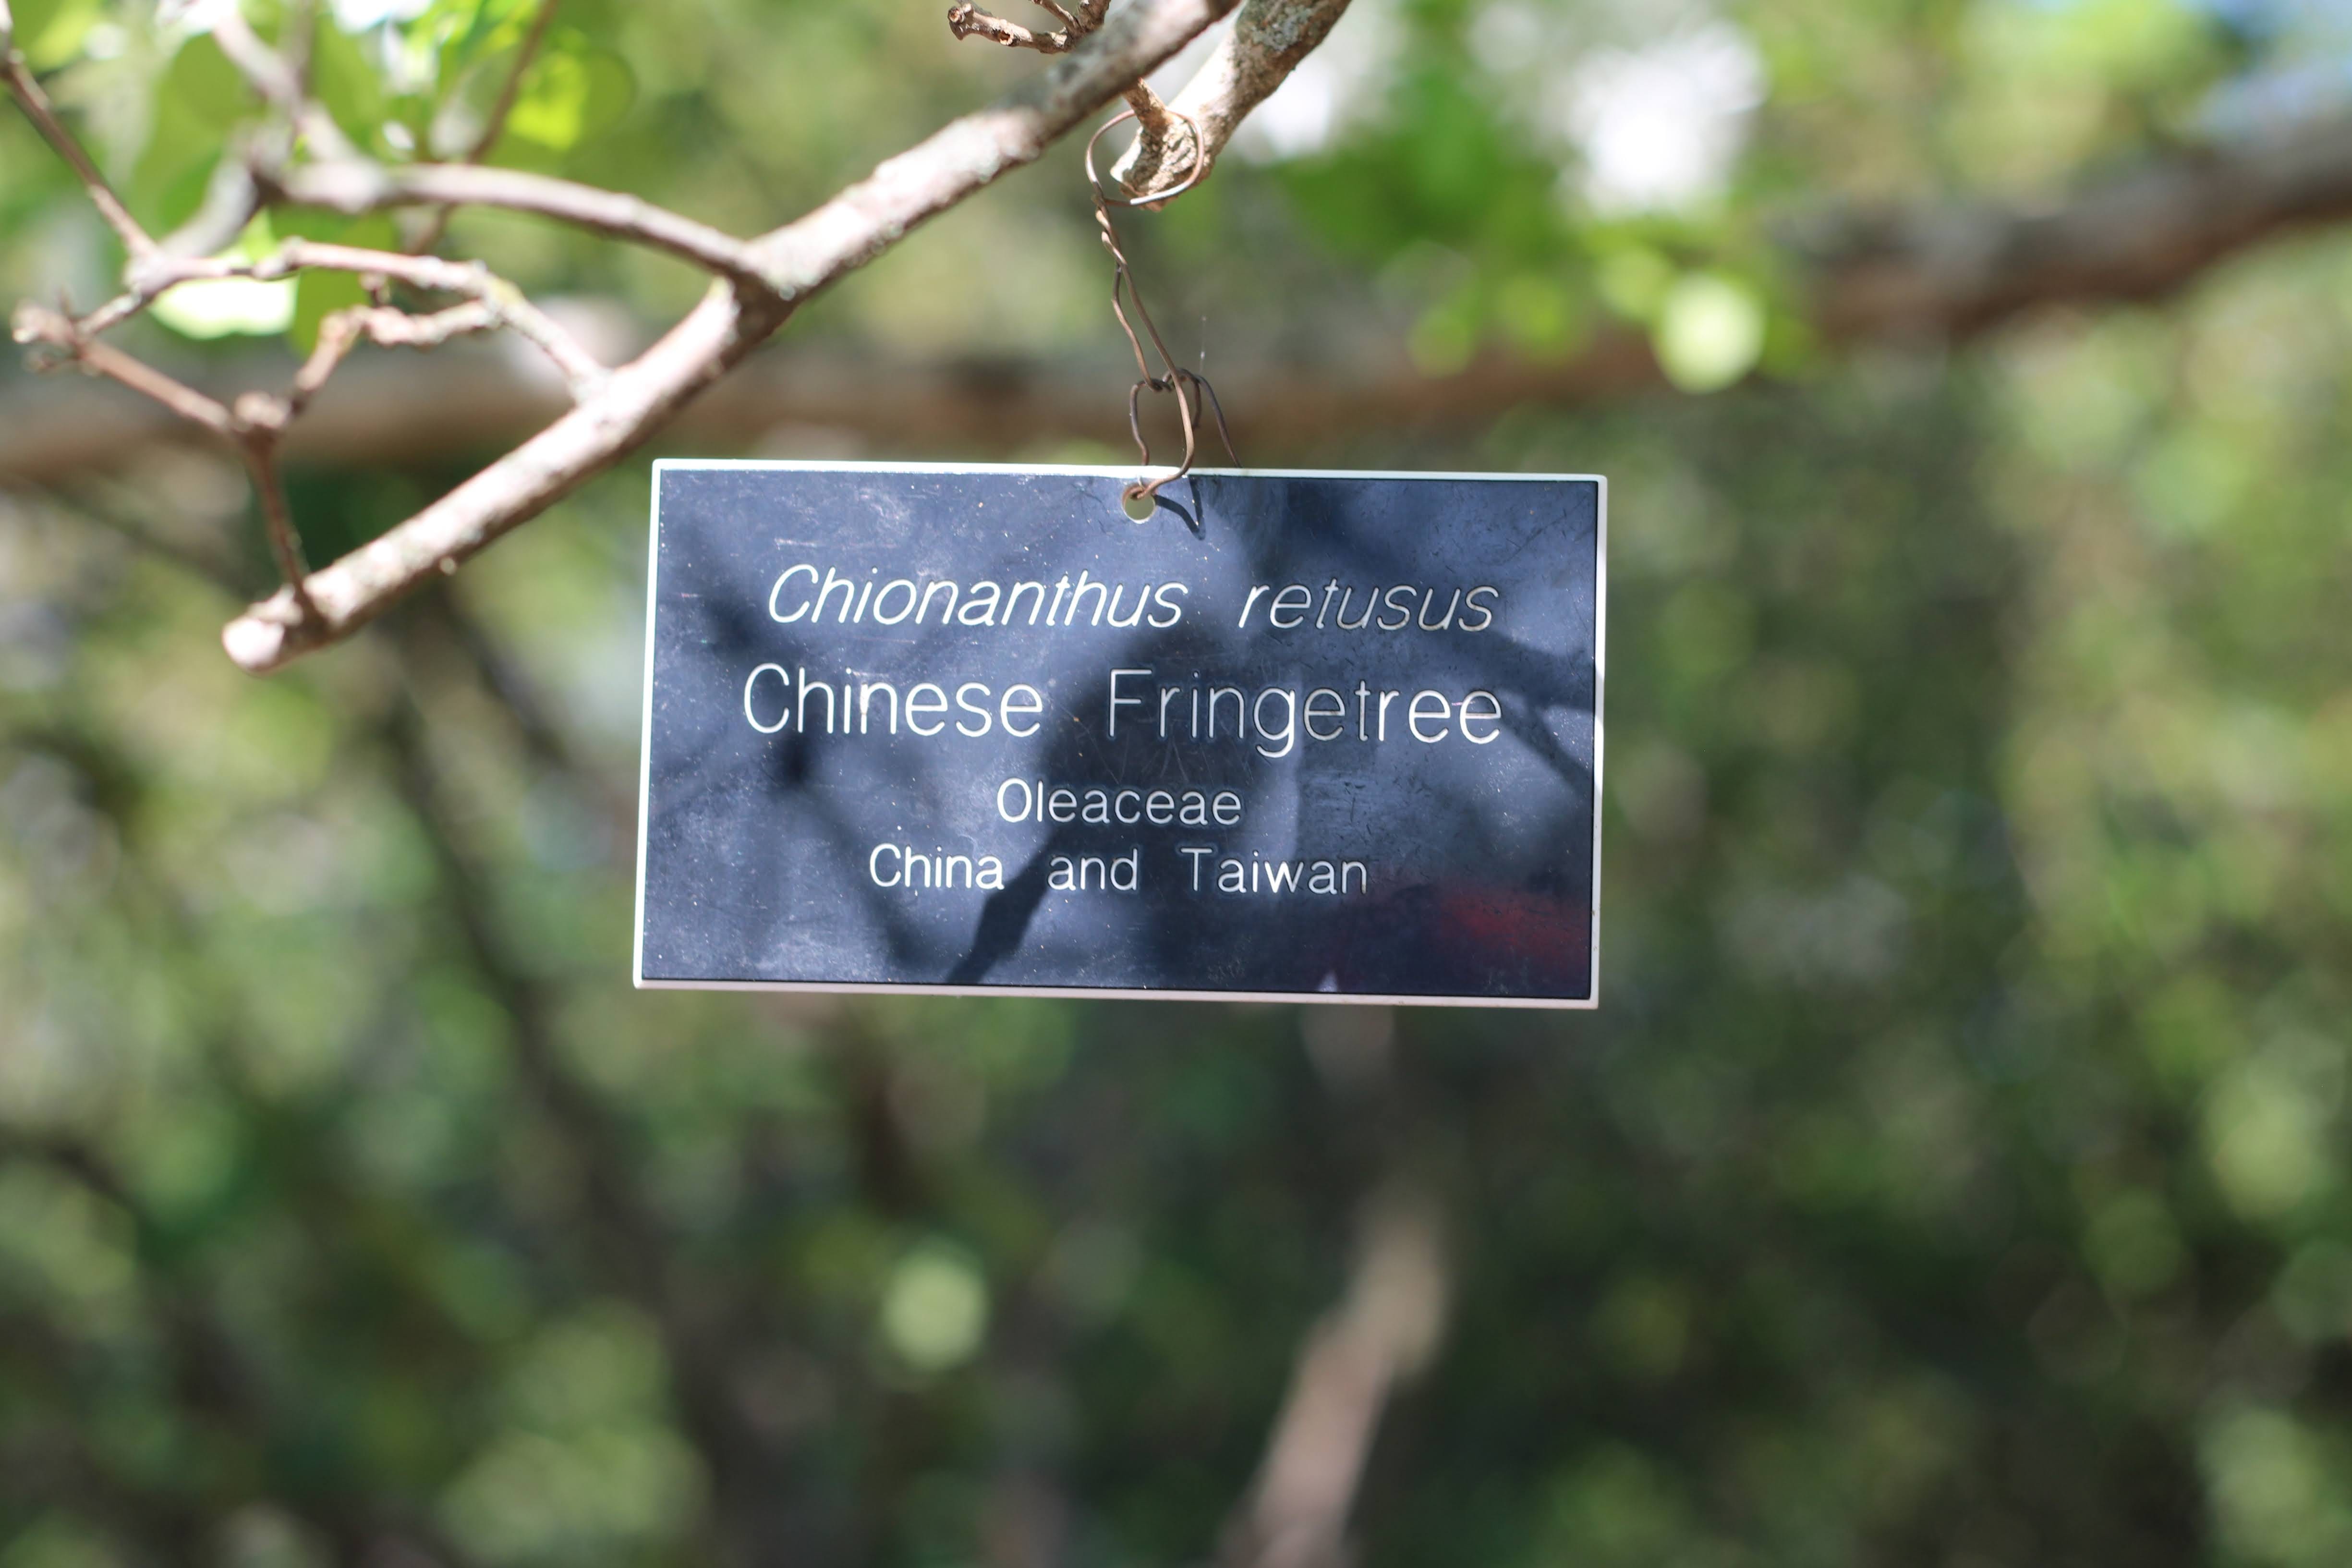 Chionanthus retusus
Chinese Fringetree
Oleaceae
China and Taiwan